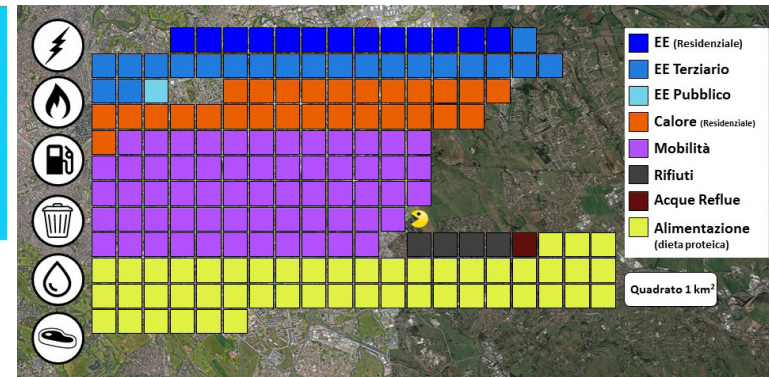 EE (Residenziale)
EE Terziario
EE Pubblico
Calore (Residenziale)
Mobilità
Rifiuti
Acque Reflue
Alimentazione
(dieta proteica)
Quadrato 1 km²